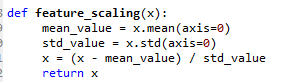 def feature_scaling(x):
    mean_value = x.mean(axis=0)
    std_value = x.std(axis=0)
    x = (x - mean_value) / std_value
    return x